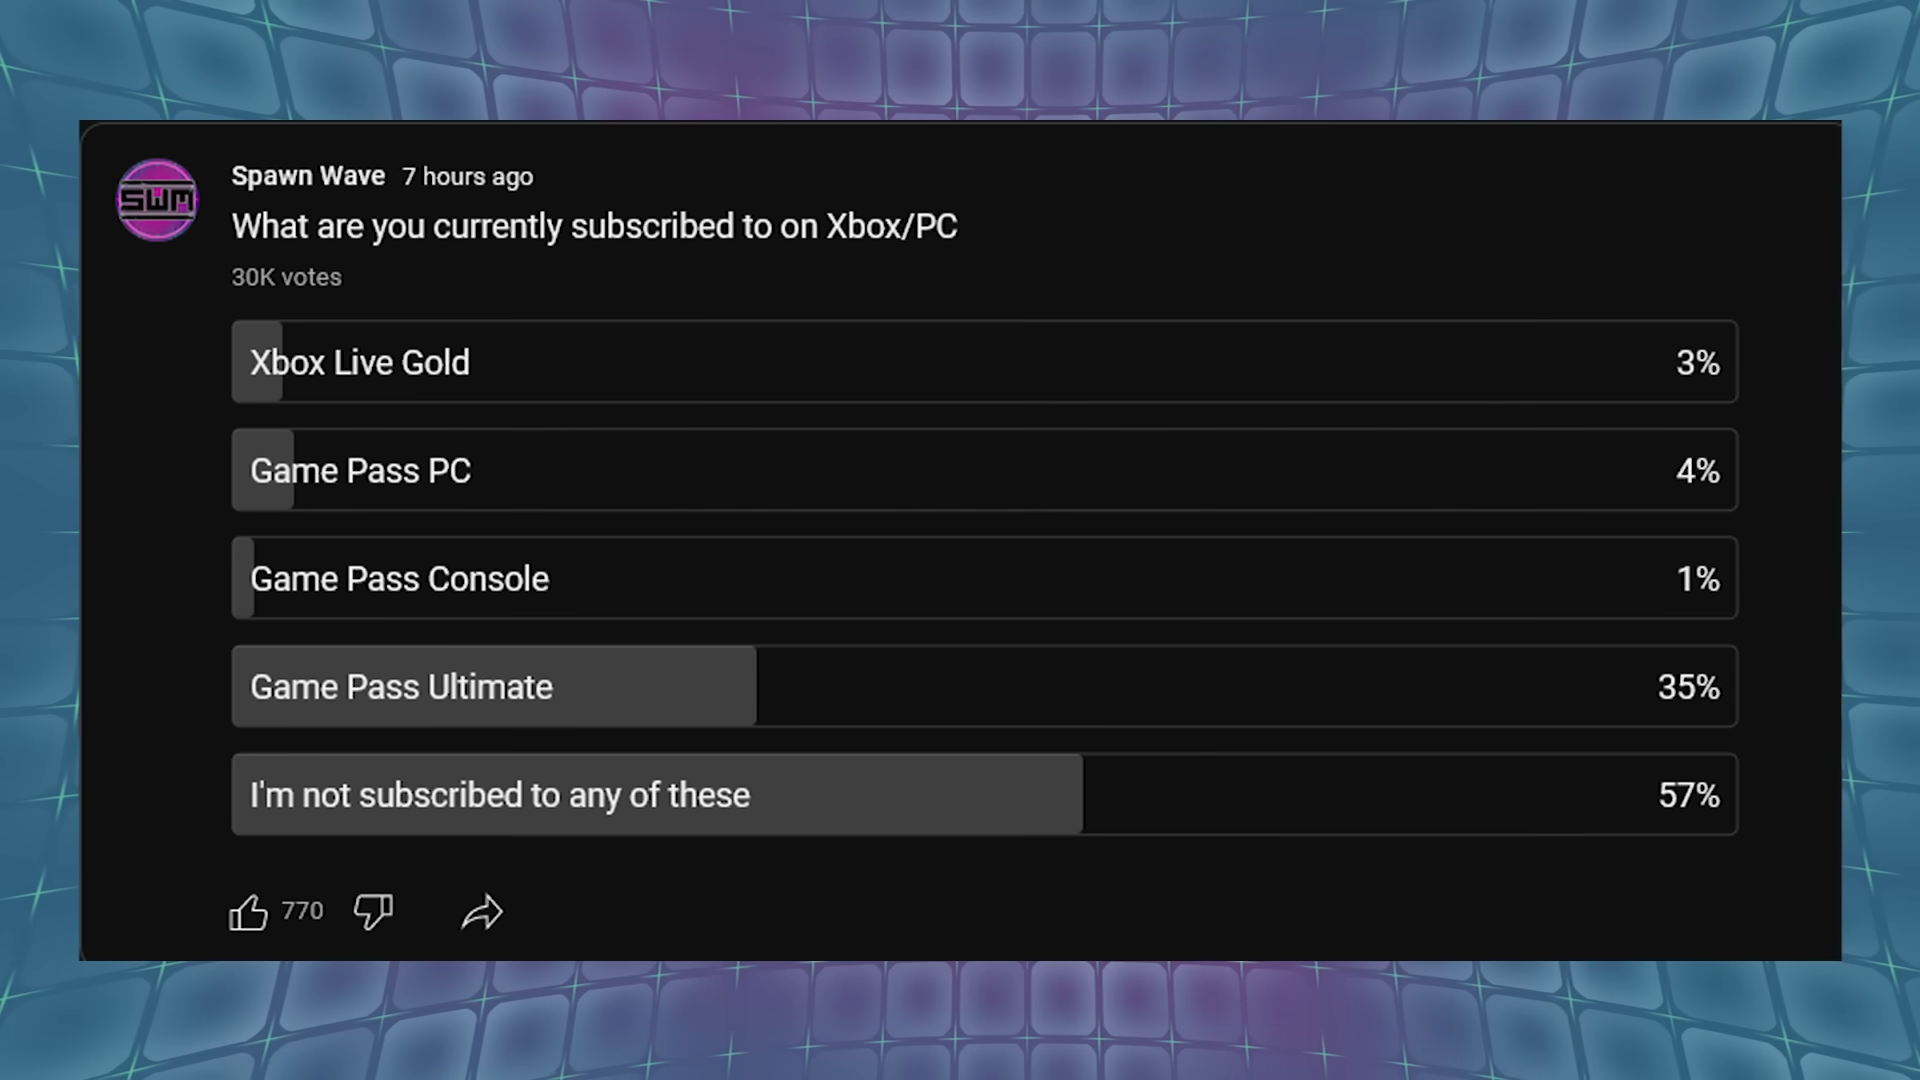 SWM
Spawn Wave 7 hours ago
What are you currently subscribed to on Xbox/PC
30K votes
Xbox Live Gold 3%
Game Pass PC 4%
Game Pass Console 1%
Game Pass Ultimate 35%
I'm not subscribed to any of these 57%
770